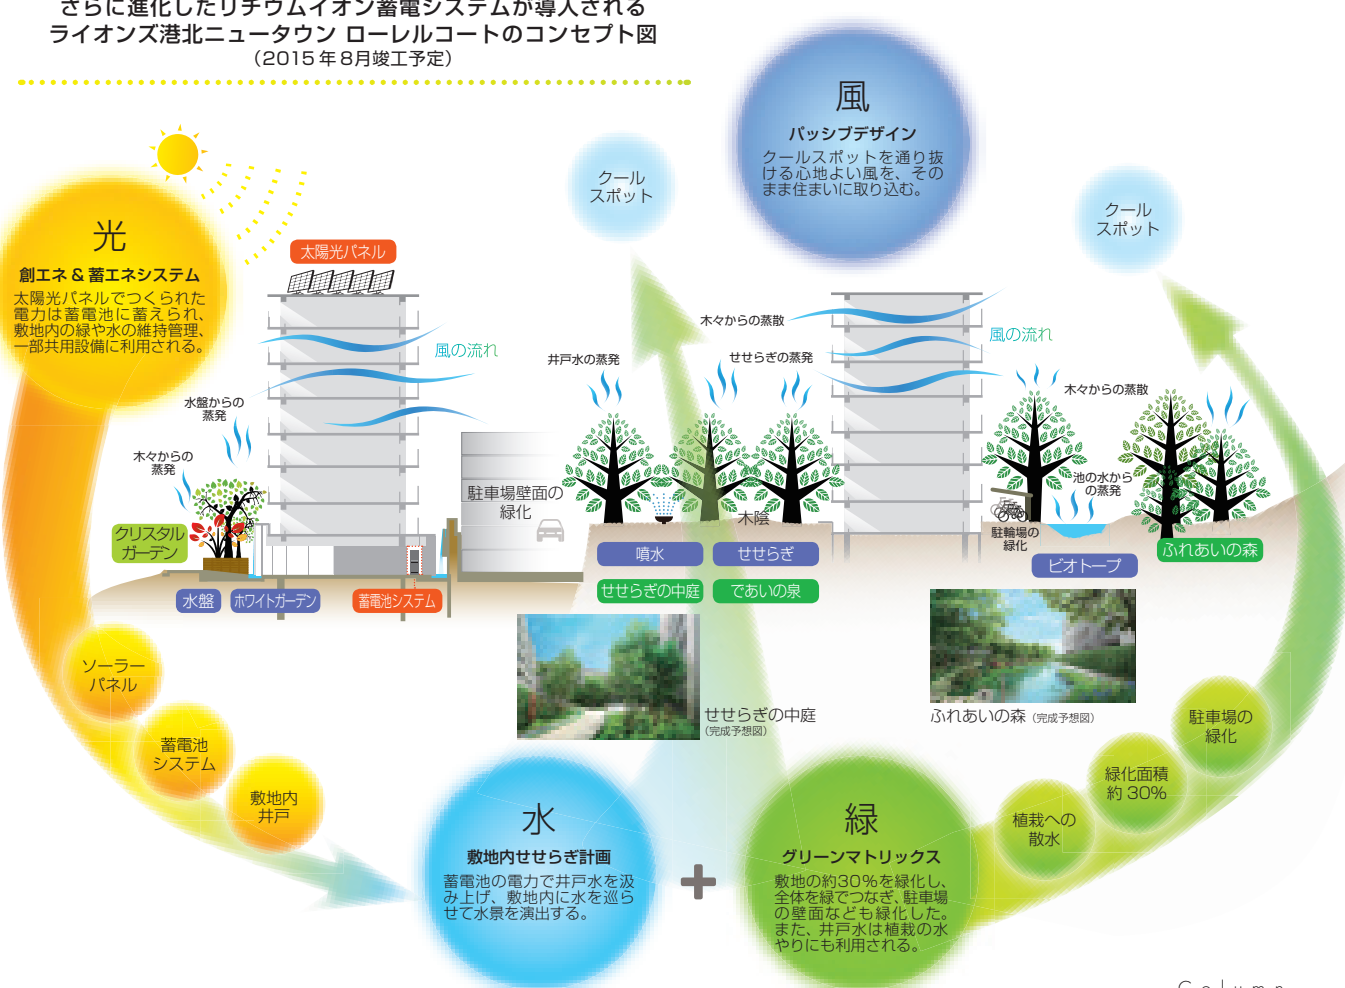 さらに進化したリチウムイオン蓄電システムが導入される
ライオンズ港北ニュータウン ローレルコートのコンセプト図
（2015年8月竣工予定）
風
パッシブデザイン
クールスポットを通り抜
ける心地よい風を、その
まま住まいに取り込む。
クール
スポット
クール
スポット
光
創エネ＆蓄エネシステム
太陽光パネルでつくられた
電力は蓄電池に蓄えられ、
敷地内の緑や水の維持管理、
一部共用設備に利用される。
太陽光パネル
風の流れ
木々からの蒸散
井戸水の蒸発
せせらぎの蒸発
風の流れ
木々からの蒸散
水盤からの
蒸発
木々からの
蒸発
池の水から
の蒸発
駐車場壁面の
緑化
木陰
駐輪場の
緑化
クリスタル
ガーデン
水盤
ホワイトガーデン
蓄電池システム
噴水
せせらぎ
せせらぎの中庭
であいの泉
ビオトープ
ふれあいの森
せせらぎの中庭
（完成予想図）
ふれあいの森（完成予想図）
ソーラー
パネル
蓄電池
システム
敷地内
井戸
水
敷地内せせらぎ計画
蓄電池の電力で井戸水を汲
み上げ、敷地内に水を巡ら
せて水景を演出する。
+
緑
グリーンマトリックス
敷地の約30%を緑化し、
全体を緑でつなぎ、駐車場
の壁面なども緑化した。
また、井戸水は植栽の水
やりにも利用される。
植栽への
散水
緑化面積
約30%
駐車場の
緑化
Column